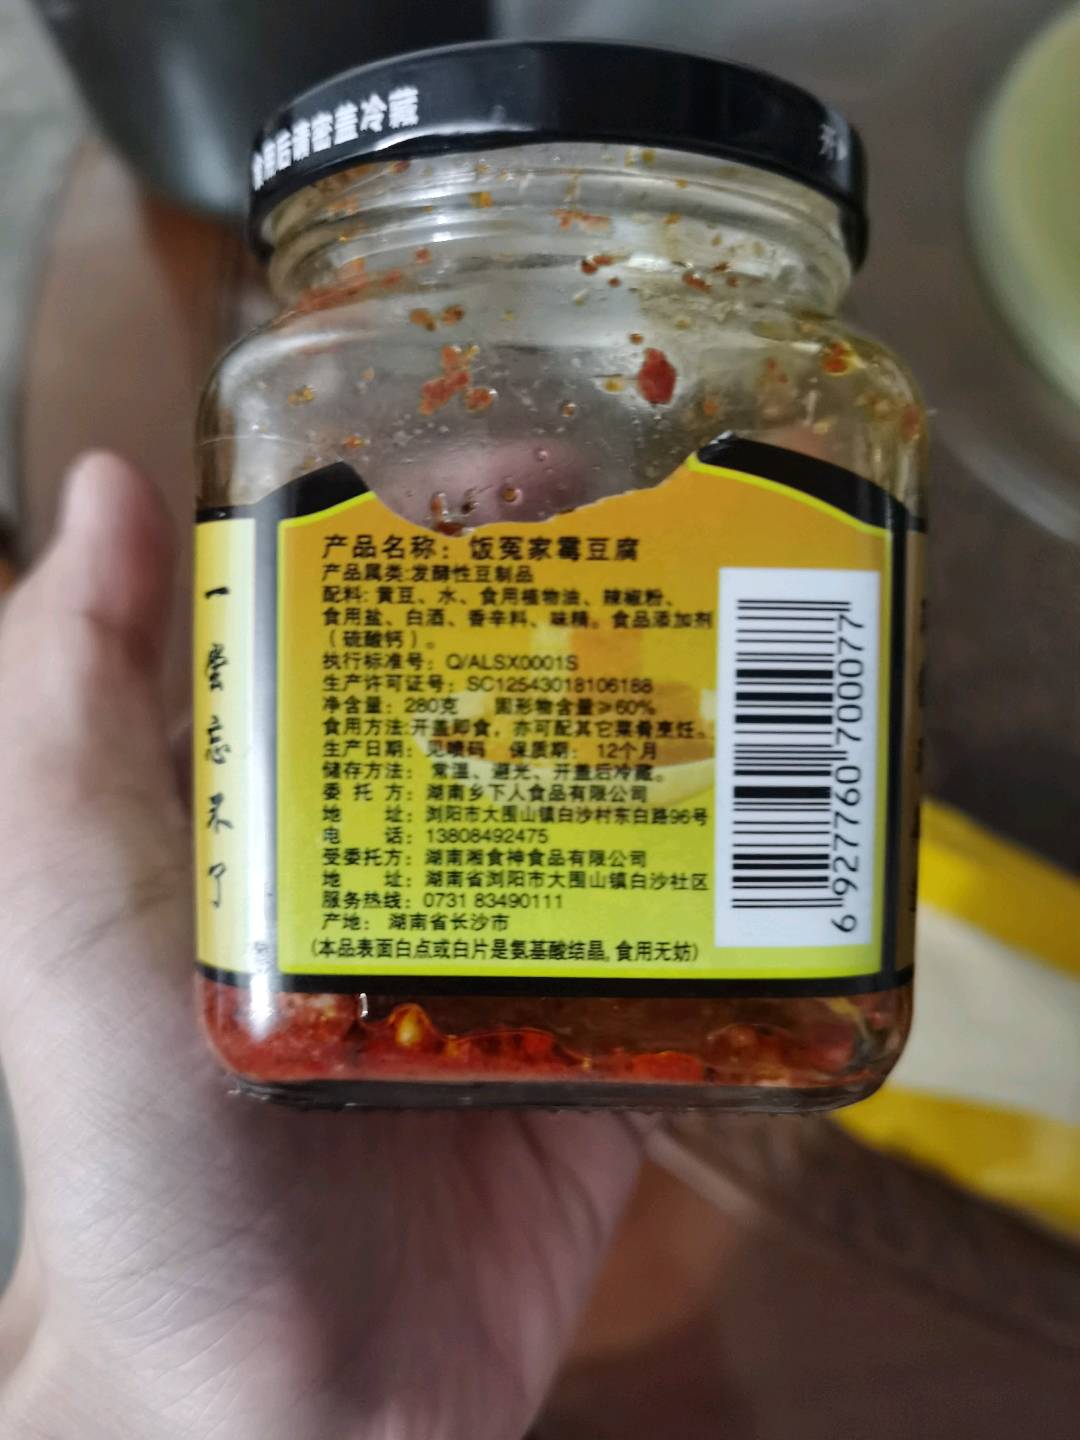 后请密盖冷藏
开
一尝忘不了
产品名称：饭冤家霉豆腐
产品属类:发酵性豆制品
配料: 黄豆、水、食用植物油、辣椒粉、
食用盐、白酒、香辛料、味精。食品添加剂
（硫酸钙）。
执行标准号：Q/ALSX0001S
生产许可证号：SC12543018106188
净含量：280克 固形物含量≥60%
食用方法:开盖即食，亦可配其它菜肴烹饪。
生产日期：见喷码 保质期：12个月
储存方法：常温、避光、开盖后冷藏。
委托方：湖南乡下人食品有限公司
地址：浏阳市大围山镇白沙村东白路96号
电话：13808492475
受委托方：湖南湘食神食品有限公司
地址：湖南省浏阳市大围山镇白沙社区
服务热线：0731 83490111
产地：湖南省长沙市
(本品表面白点或白片是氨基酸结晶, 食用无妨)
6 927760 700077